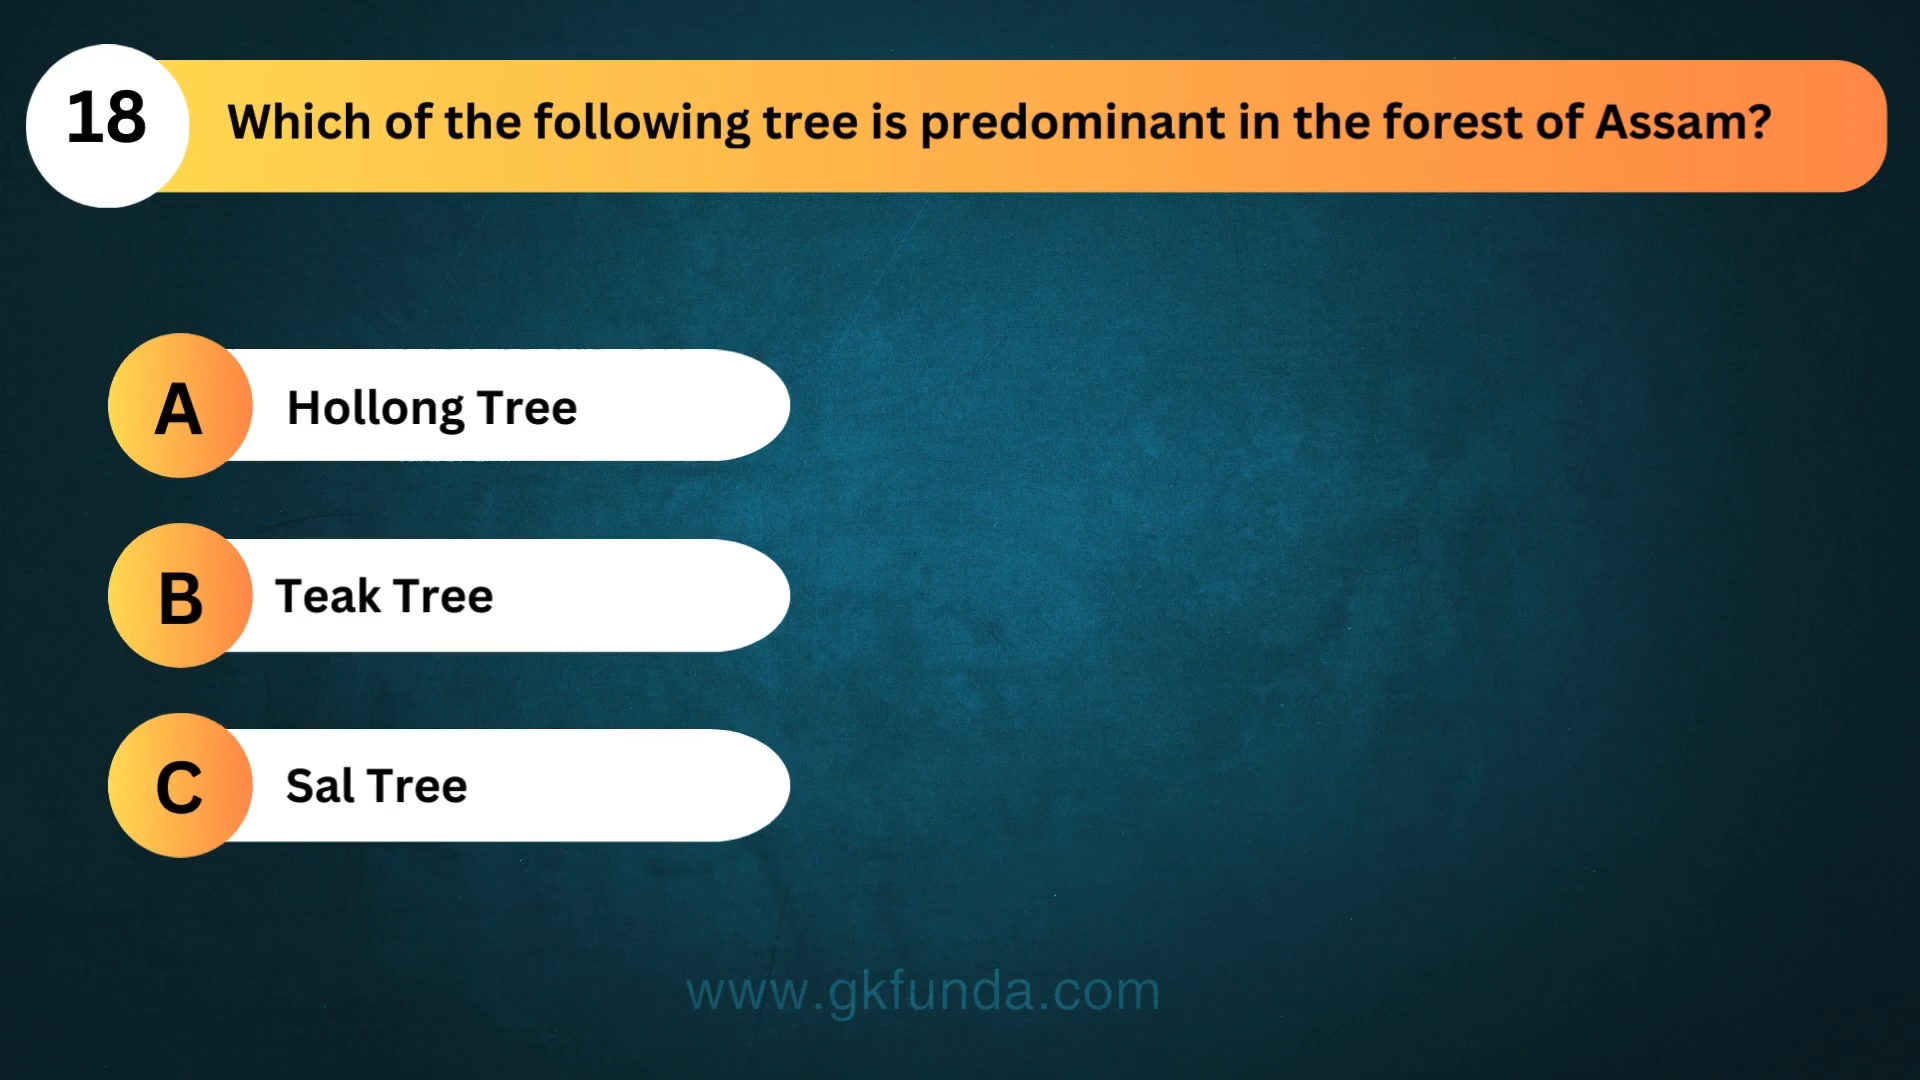 18
Which of the following tree is predominant in the forest of Assam?
A
Hollong Tree
B
Teak Tree
C
Sal Tree
www.gkfunda.com